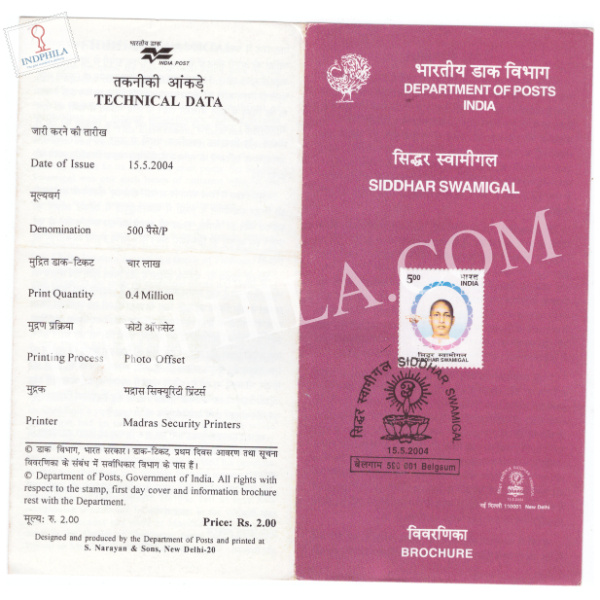 INDPHILA
भारतीय डाक
INDIA POST
तकनीकी आंकड़े
TECHNICAL DATA
जारी करने की तारीख
Date of Issue 15.5.2004
मूल्यवर्ग
Denomination 500 पैसे/P
मुद्रित डाक-टिकट चार लाख
Print Quantity 0.4 Million
मुद्रण प्रक्रिया फोटो ऑफसेट
Printing Process Photo Offset
मुद्रक मद्रास सिक्यूरिटी प्रिंटर्स
Printer Madras Security Printers
© डाक विभाग, भारत सरकार। डाक-टिकट, प्रथम दिवस आवरण तथा सूचना
विवरणिका के संबंध में सर्वाधिकार विभाग के पास हैं।
© Department of Posts, Government of India. All rights with
respect to the stamp, first day cover and information brochure
rest with the Department.
मूल्य: रु. 2.00 Price: Rs. 2.00
Designed and produced by the Department of Posts and printed at
S. Narayan & Sons, New Delhi-20
भारतीय डाक विभाग
DEPARTMENT OF POSTS
INDIA
सिद्धर स्वामीगल
SIDDHAR SWAMIGAL
INDPHILA.COM
5.00 भारत
INDIA
सिद्धर स्वामीगल
SIDDHAR SWAMIGAL
सिद्धर स्वामीगल SIDDHAR SWAMIGAL
15.5.2004
बेलगाम 590 001 Belgaum
नई दिल्ली 110001 New Delhi
विवरणिका
BROCHURE